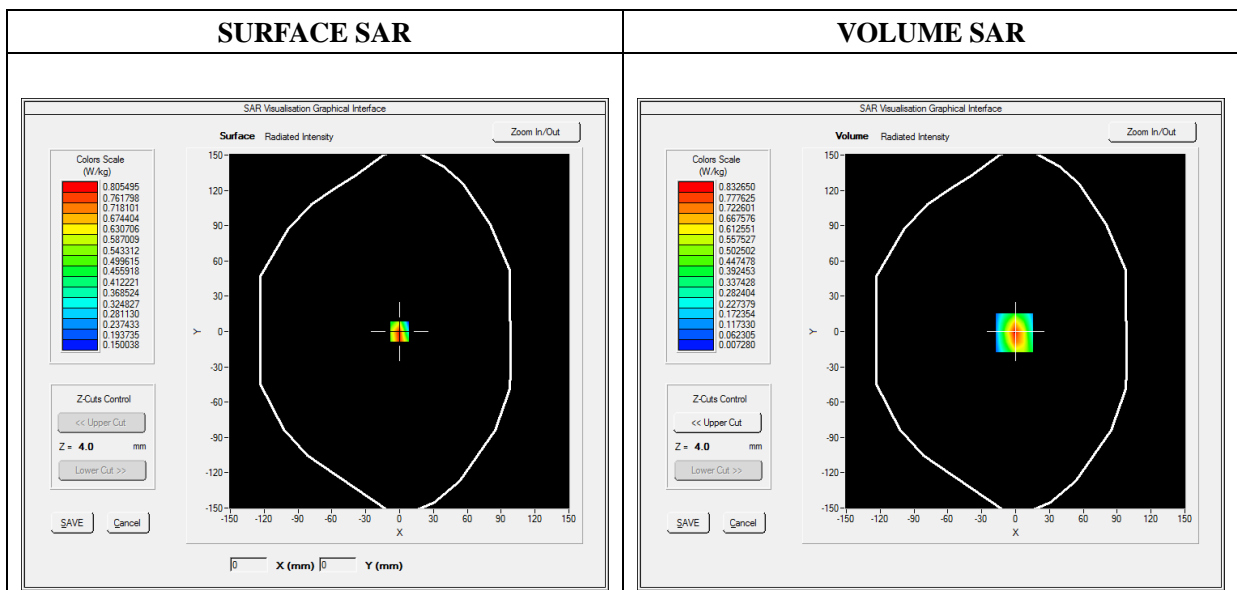 SURFACE SAR
VOLUME SAR
SAR Visualisation Graphical Interface
Surface Radiated Intensity
Zoom In/Out
Colors Scale
(W/kg)
0.805495
0.761798
0.718101
0.674404
0.630706
0.587009
0.543312
0.499615
0.455918
0.412221
0.368524
0.324827
0.281130
0.237433
0.193735
0.150038
Z-Cuts Control
<< Upper Cut
Z = 4.0 mm
Lower Cut >>
SAVE Cancel
150
120
90
60
30
0
-30
-60
-90
-120
-150
Y
-150 -120 -90 -60 -30 0 30 60 90 120 150
X
0 X (mm) 0 Y (mm)
SAR Visualisation Graphical Interface
Volume Radiated Intensity
Zoom In/Out
Colors Scale
(W/kg)
0.832650
0.777625
0.722601
0.667576
0.612551
0.557527
0.502502
0.447478
0.392453
0.337428
0.282404
0.227379
0.172354
0.117330
0.062305
0.007280
Z-Cuts Control
<< Upper Cut
Z = 4.0 mm
Lower Cut >>
SAVE Cancel
150
120
90
60
30
0
-30
-60
-90
-120
-150
Y
-150 -120 -90 -60 -30 0 30 60 90 120 150
X